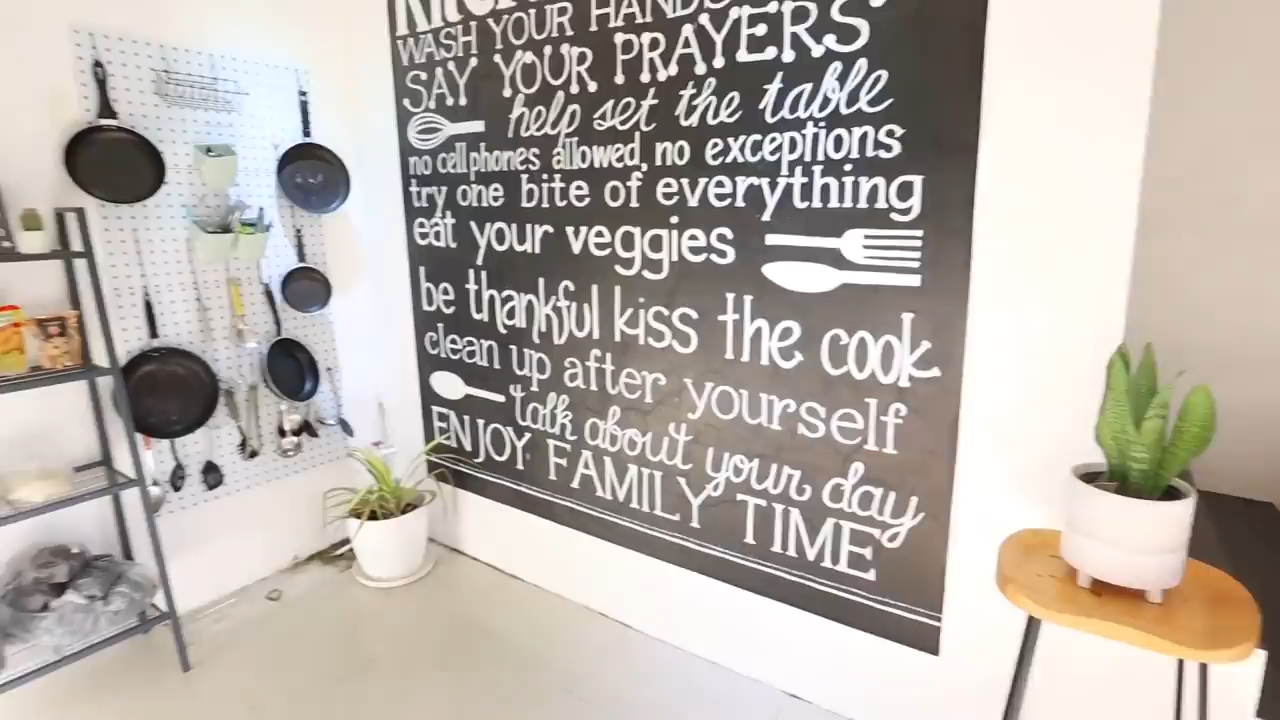 WASH YOUR HANDS
SAY YOUR PRAYERS
help set the table
no cell phones allowed, no exceptions
try one bite of everything
eat your veggies
be thankful kiss the cook
clean up after yourself
talk about your day
ENJOY FAMILY TIME